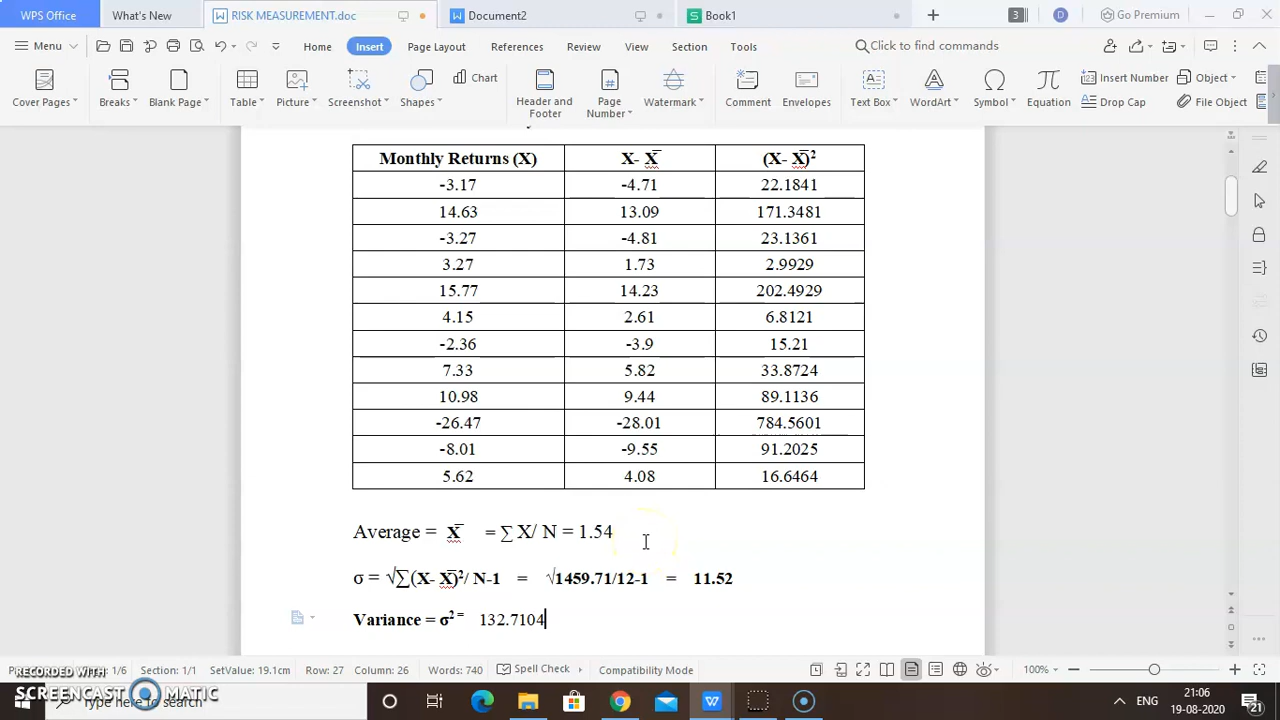 WPS Office What's New RISK MEASUREMENT.doc Document2 Book1 3 D Go Premium
Menu Home Insert Page Layout References Review View Section Tools Click to find commands
Cover Pages Breaks Blank Page Table Picture Screenshot Shapes Chart Header and Footer Page Number Watermark Comment Envelopes Text Box WordArt Symbol Equation Insert Number Drop Cap Object File Object
Monthly Returns (X) X- X̅ (X- X̅)²
-3.17 -4.71 22.1841
14.63 13.09 171.3481
-3.27 -4.81 23.1361
3.27 1.73 2.9929
15.77 14.23 202.4929
4.15 2.61 6.8121
-2.36 -3.9 15.21
7.33 5.82 33.8724
10.98 9.44 89.1136
-26.47 -28.01 784.5601
-8.01 -9.55 91.2025
5.62 4.08 16.6464
Average = X̅ = ∑ X/ N = 1.54
σ = √∑(X- X̅)²/ N-1 = √1459.71/12-1 = 11.52
Variance = σ² = 132.7104
1/6 Section: 1/1 SetValue: 19.1cm Row: 27 Column: 26 Words: 740 Spell Check Compatibility Mode 100%
RECORDED WITH
SCREENCAST MATIC
Type here to search
ENG 21:06
19-08-2020 21